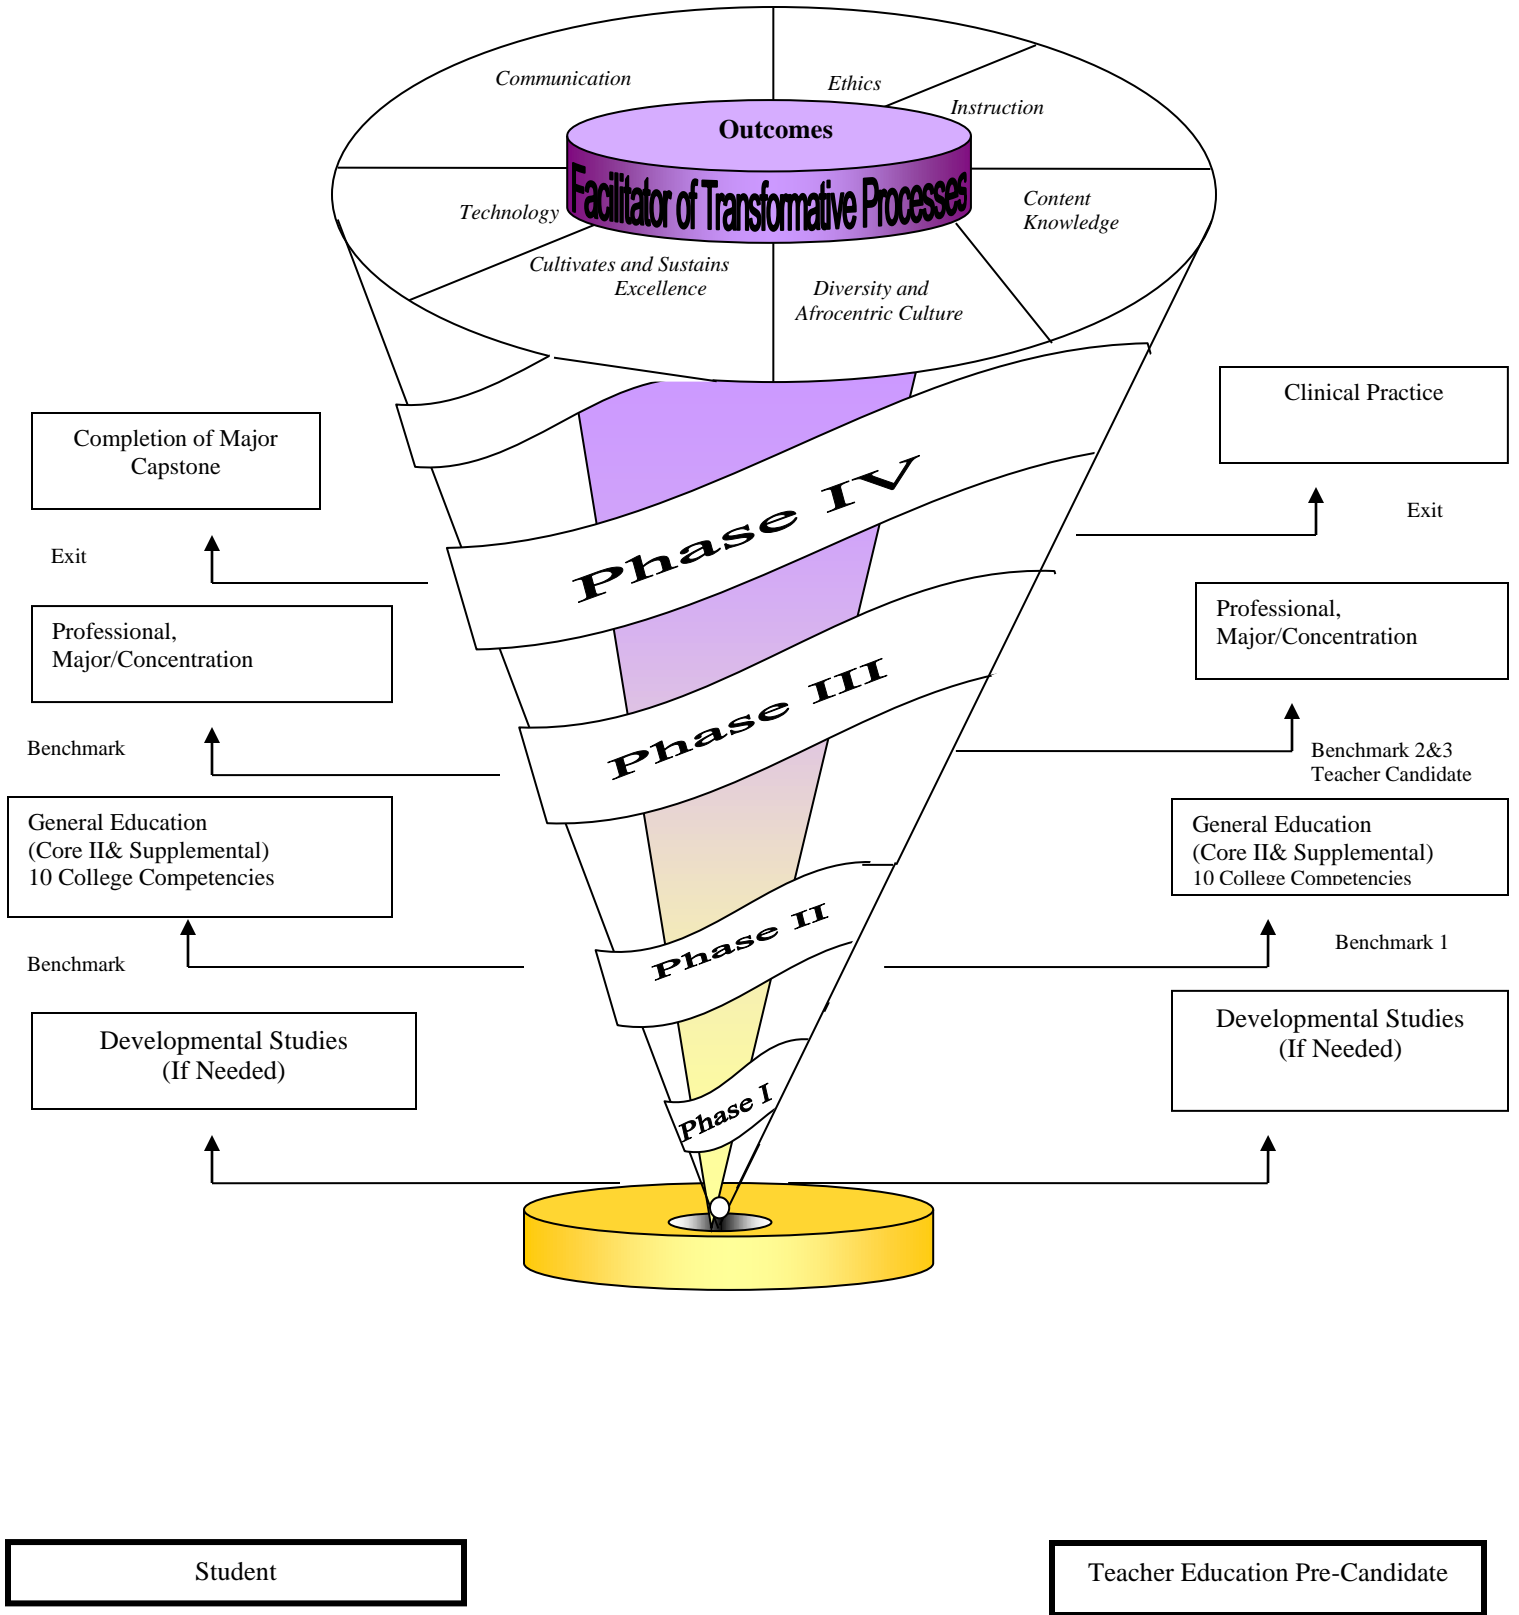 Communication
Ethics
Instruction
Outcomes
Facilitator of Transformative Processes
Technology
Content
Knowledge
Cultivates and Sustains
Excellence
Diversity and
Afrocentric Culture
Clinical Practice
Completion of Major
Capstone
Phase IV
Exit
Exit
Professional,
Major/Concentration
Professional,
Major/Concentration
Phase III
Benchmark
Benchmark 2&3
Teacher Candidate
General Education
(Core II& Supplemental)
10 College Competencies
General Education
(Core II& Supplemental)
10 College Competencies
Phase II
Benchmark
Benchmark 1
Developmental Studies
(If Needed)
Developmental Studies
(If Needed)
Phase I
Student
Teacher Education Pre-Candidate